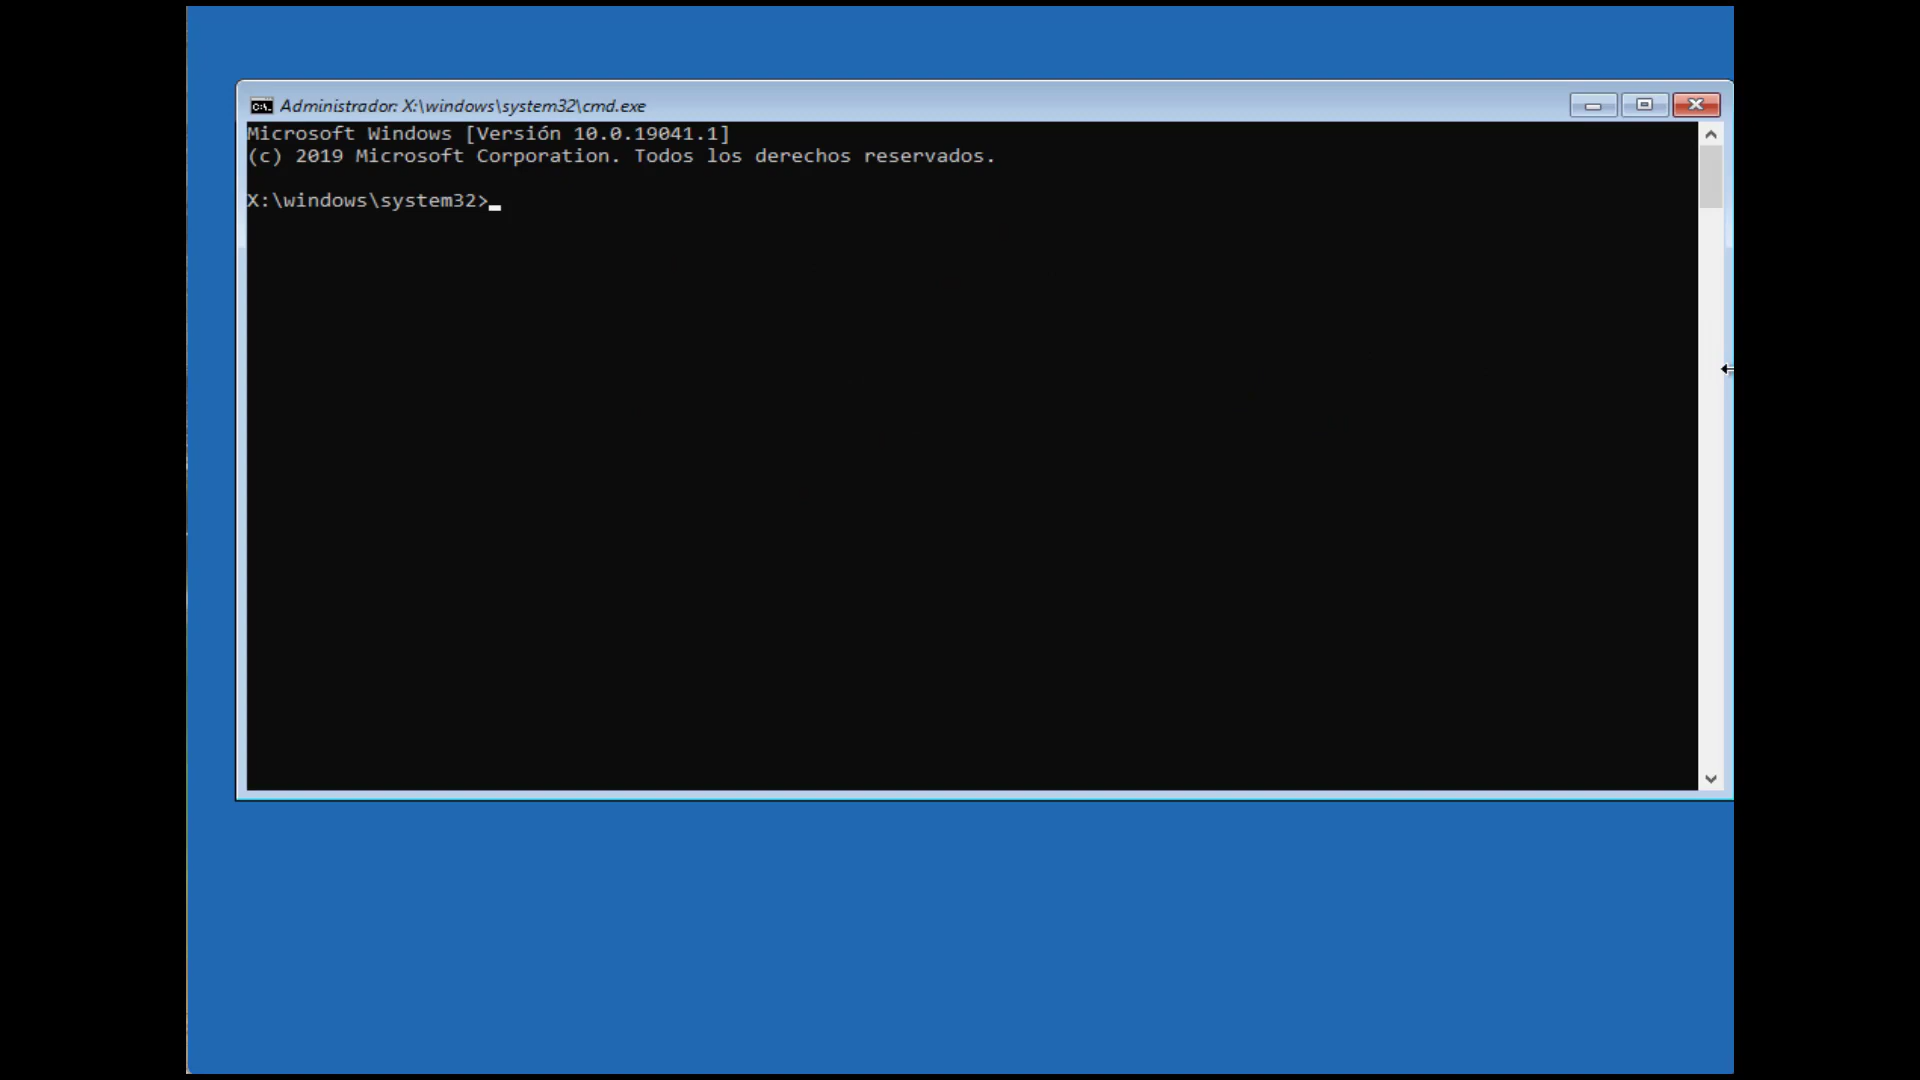 Administrador: X:\windows\system32\cmd.exe
Microsoft Windows [Versión 10.0.19041.1]
(c) 2019 Microsoft Corporation. Todos los derechos reservados.
X:\windows\system32>